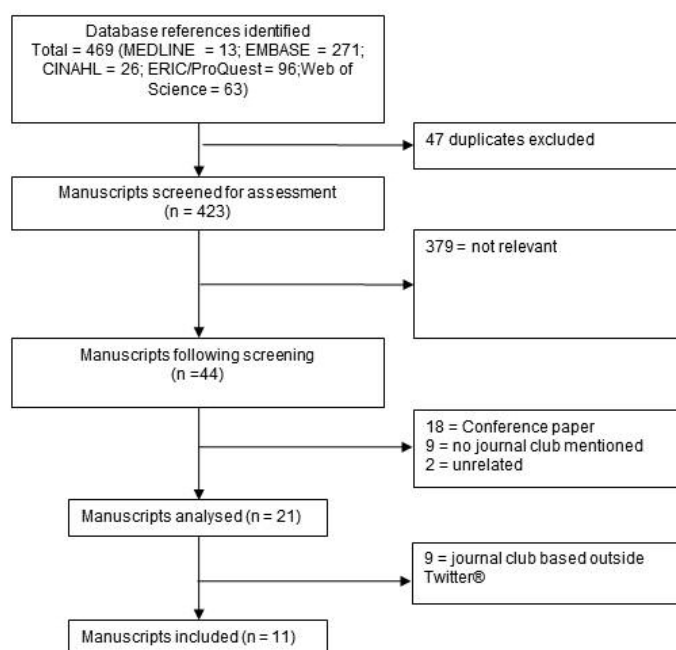 Database references identified
Total = 469 (MEDLINE = 13; EMBASE = 271;
CINAHL = 26; ERIC/ProQuest = 96;Web of
Science = 63)
47 duplicates excluded
Manuscripts screened for assessment
(n = 423)
379 = not relevant
Manuscripts following screening
(n =44)
18 = Conference paper
9 = no journal club mentioned
2 = unrelated
Manuscripts analysed (n = 21)
9 = journal club based outside
Twitter®
Manuscripts included (n = 11)